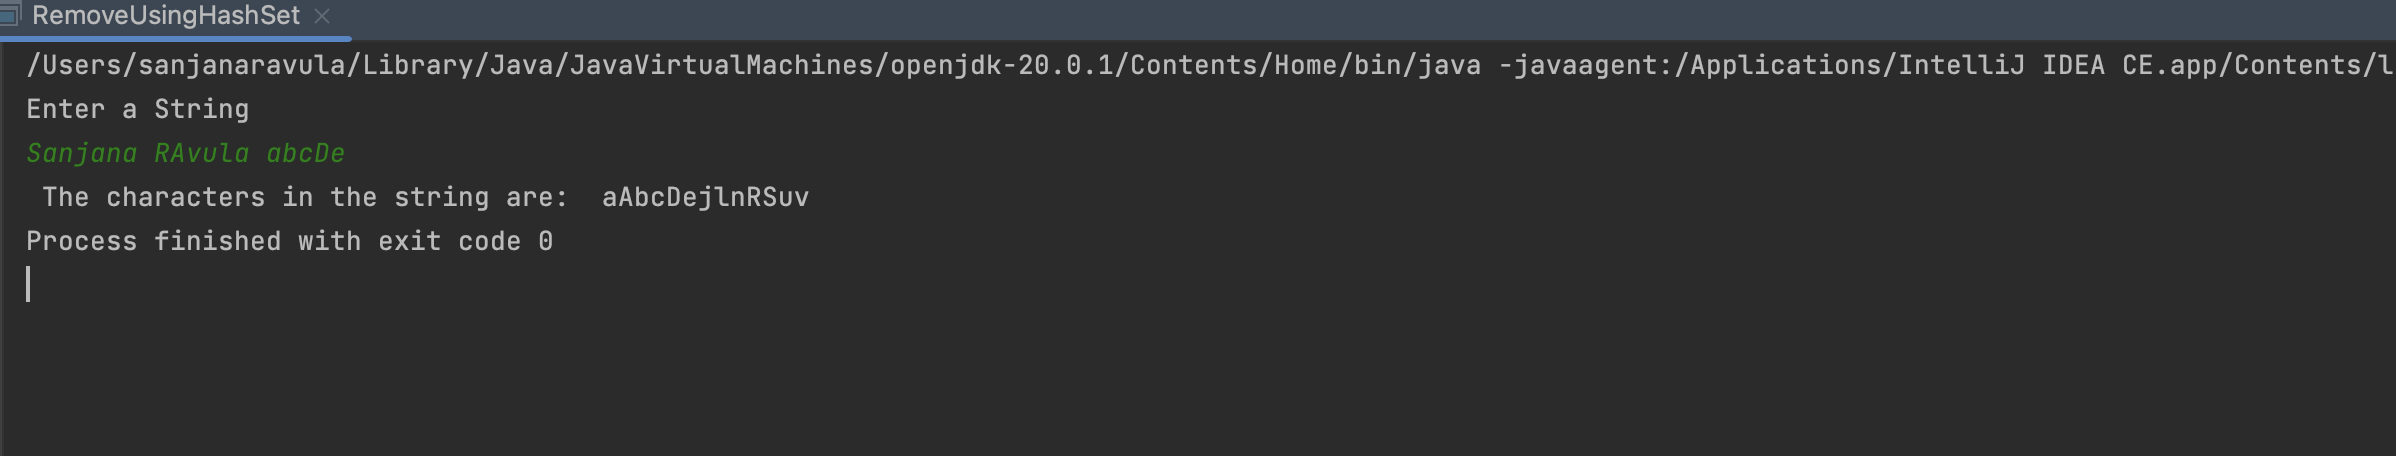 RemoveUsingHashSet
/Users/sanjanaravula/Library/Java/JavaVirtualMachines/openjdk-20.0.1/Contents/Home/bin/java -javaagent:/Applications/IntelliJ IDEA CE.app/Contents/l
Enter a String
Sanjana RAvula abcDe
The characters in the string are:  aAbcDejlnRSuv
Process finished with exit code 0